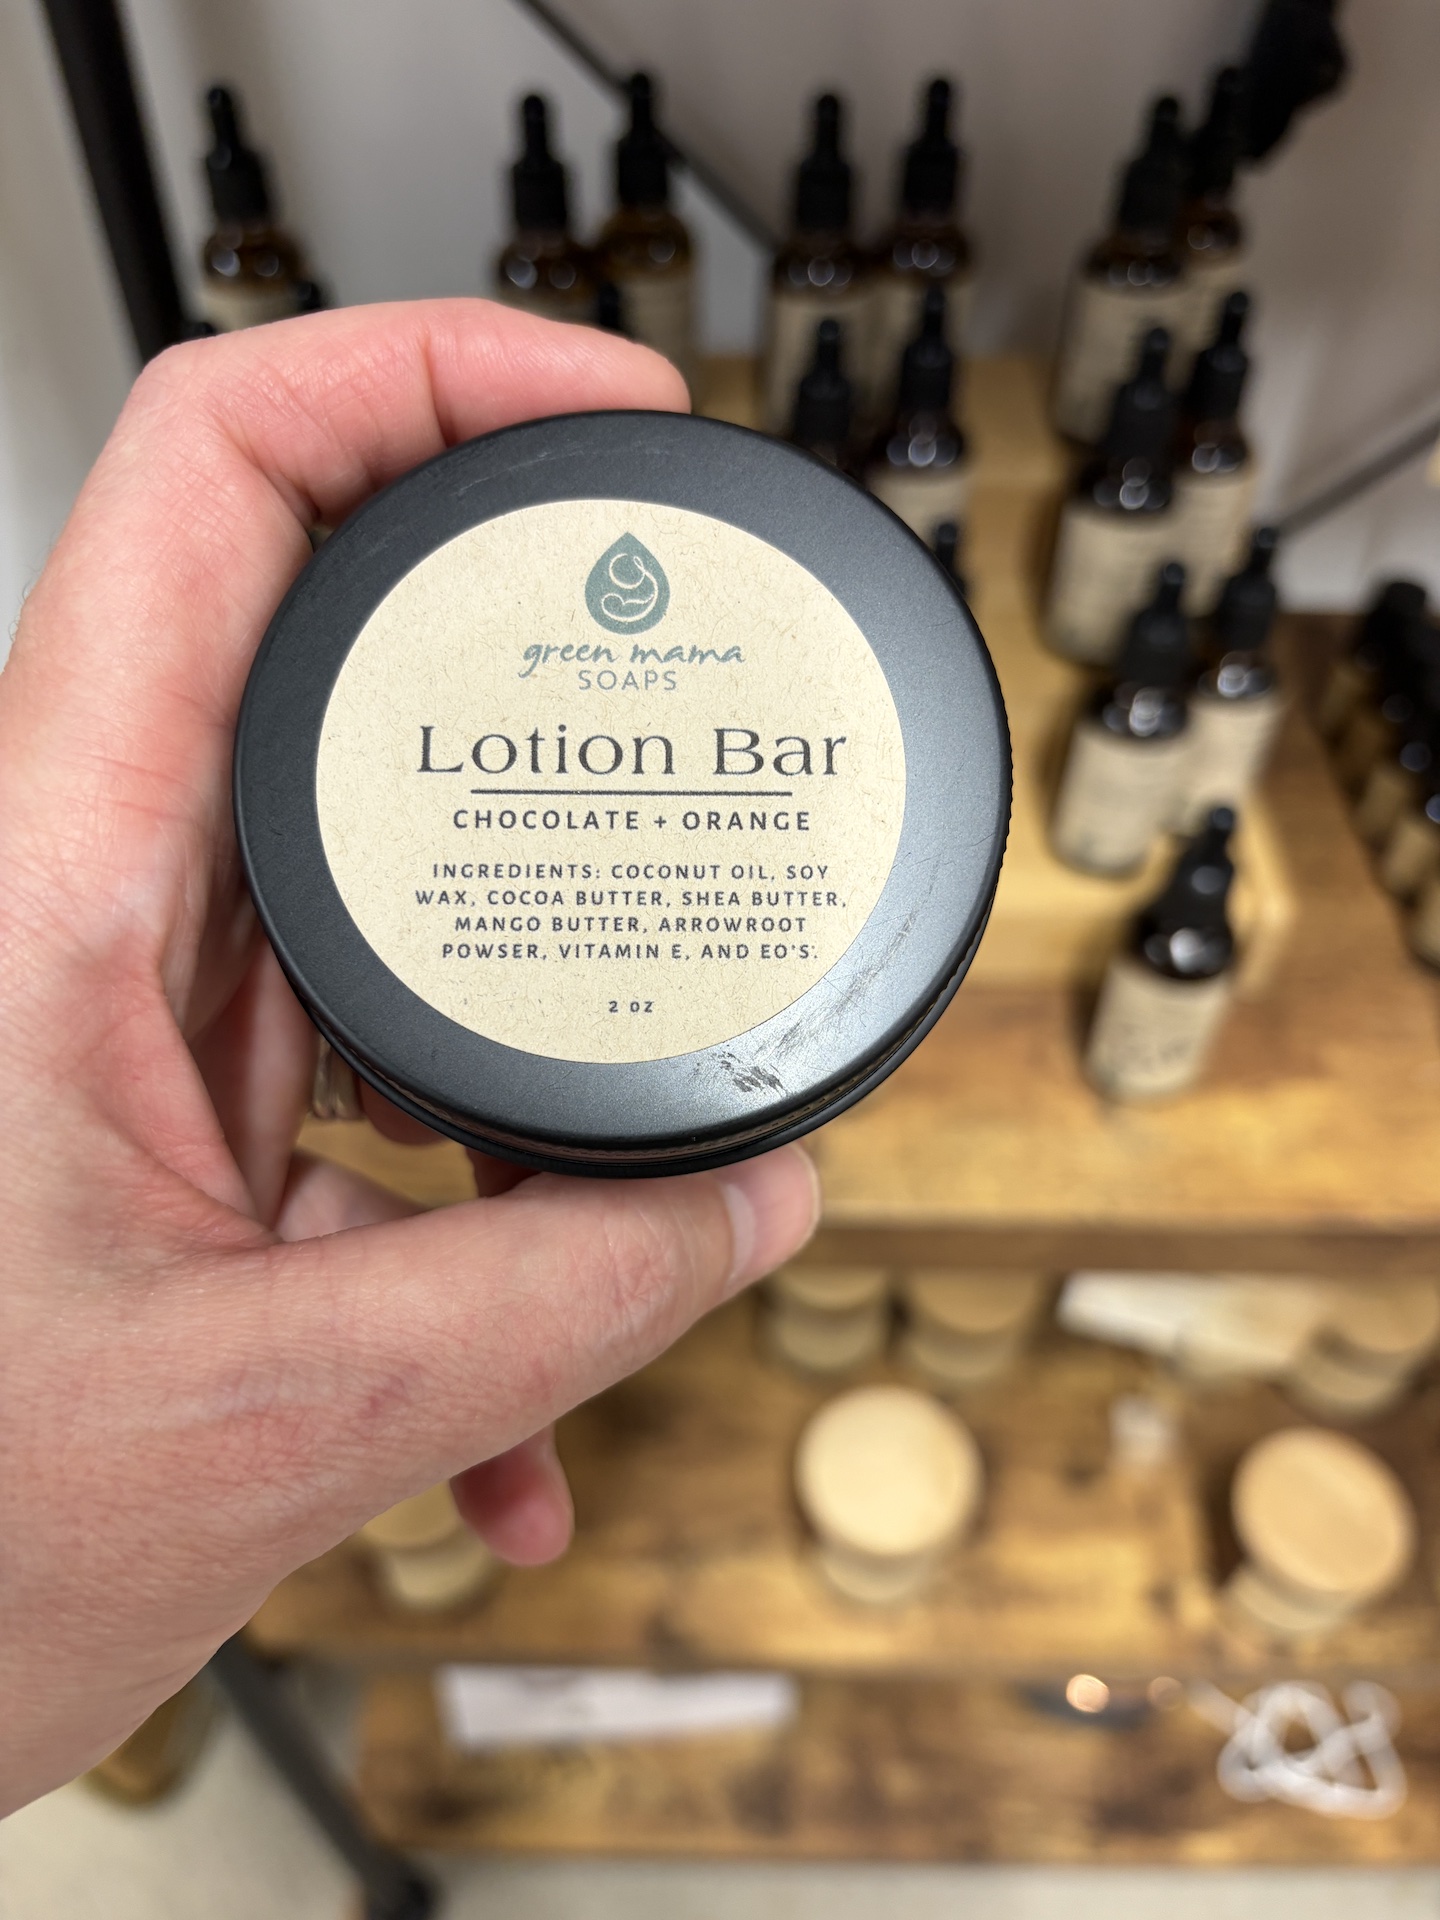 green mama
SOAPS
Lotion Bar
CHOCOLATE + ORANGE
INGREDIENTS: COCONUT OIL, SOY
WAX, COCOA BUTTER, SHEA BUTTER,
MANGO BUTTER, ARROWROOT
POWSER, VITAMIN E, AND EO'S.
2 OZ